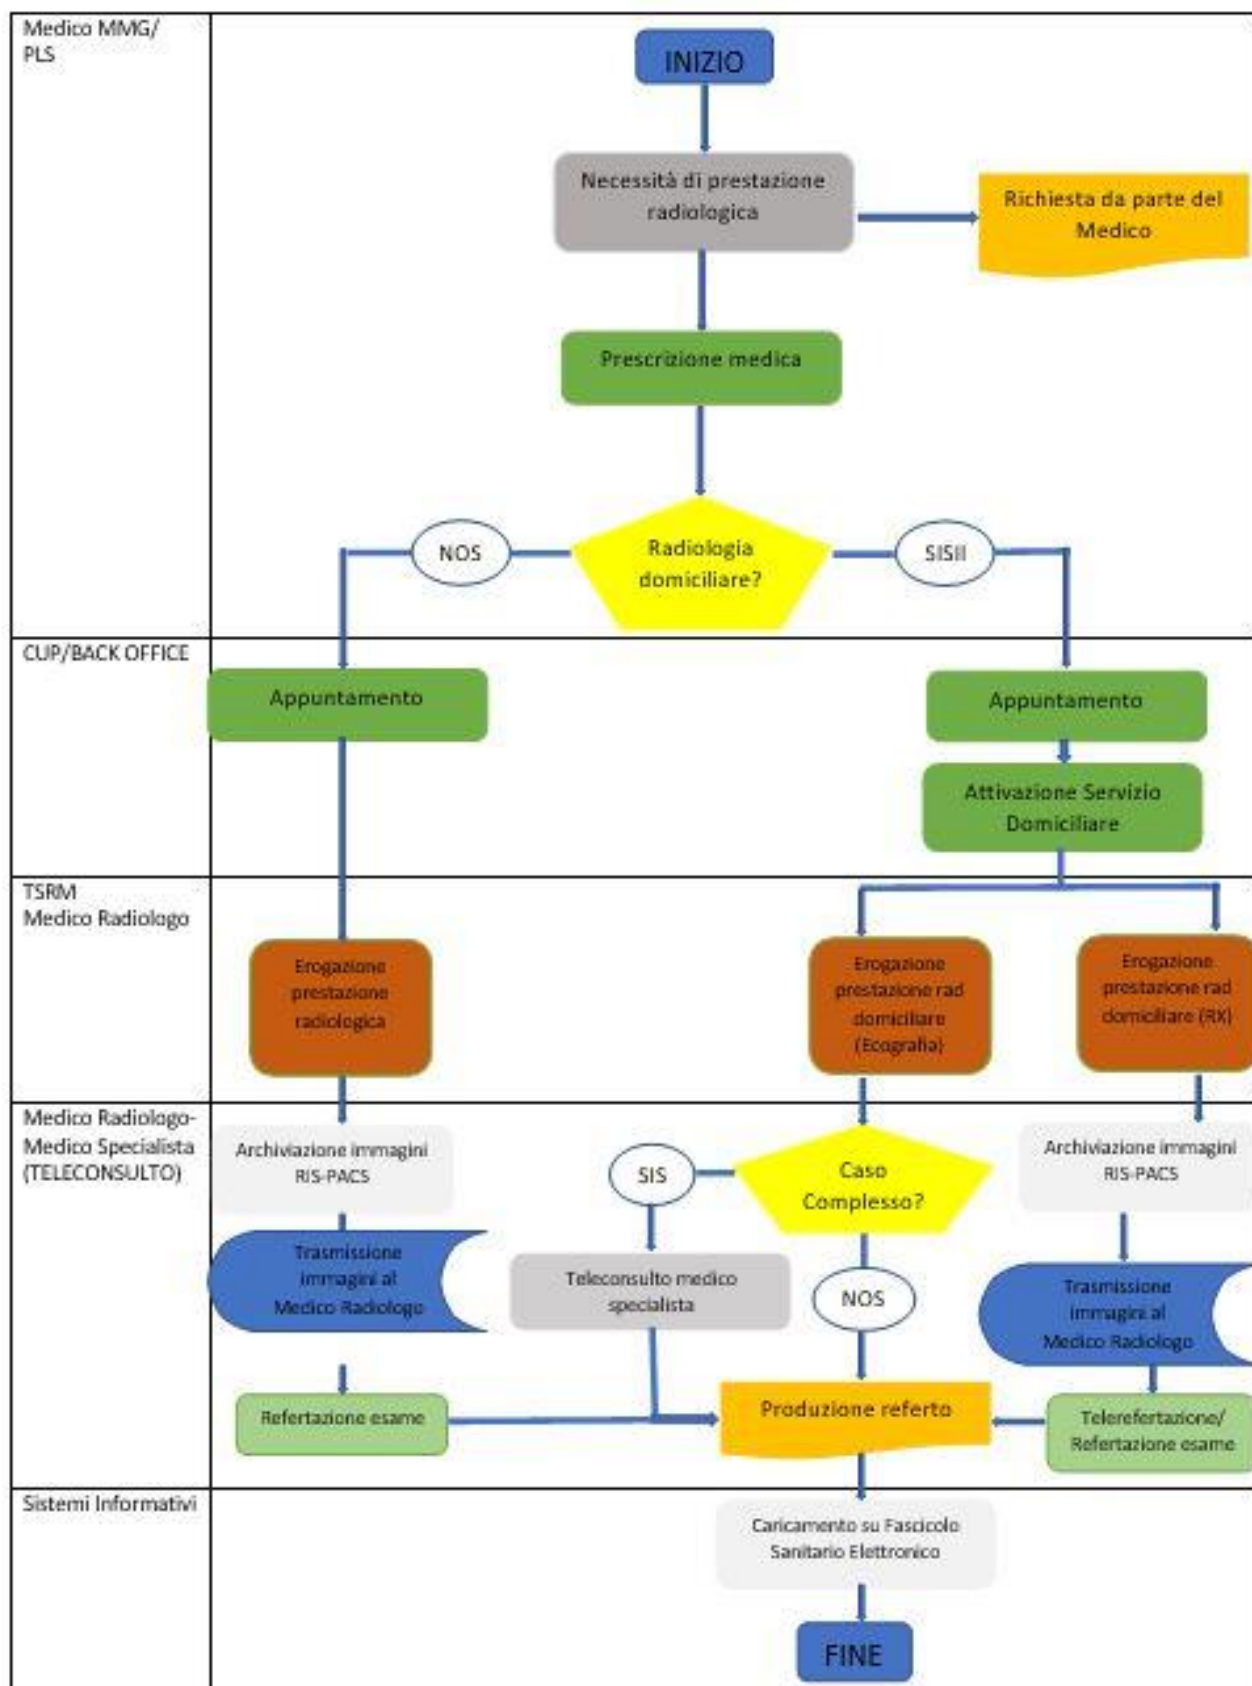 Medico MMG/
PLS
INIZIO
Necessità di prestazione
radiologica
Richiesta da parte del
Medico
Prescrizione medica
Radiologia
domiciliare?
NOS
SISII
CUP/BACK OFFICE
Appuntamento
Appuntamento
Attivazione Servizio
Domiciliare
TSRM
Medico Radiologo
Erogazione
prestazione
radiologica
Erogazione
prestazione rad
domiciliare
(Ecografia)
Erogazione
prestazione rad
domiciliare (RX)
Medico Radiologo-
Medico Specialista
(TELECONSULTO)
Archiviazione immagini
RIS-PACS
SIS
Caso
Complesso?
Archiviazione immagini
RIS-PACS
Trasmissione
immagini al
Medico Radiologo
Teleconsulto medico
specialista
NOS
Trasmissione
immagini al
Medico Radiologo
Refertazione esame
Produzione referto
Telerefertazione/
Refertazione esame
Sistemi Informativi
Caricamento su Fascicolo
Sanitario Elettronico
FINE